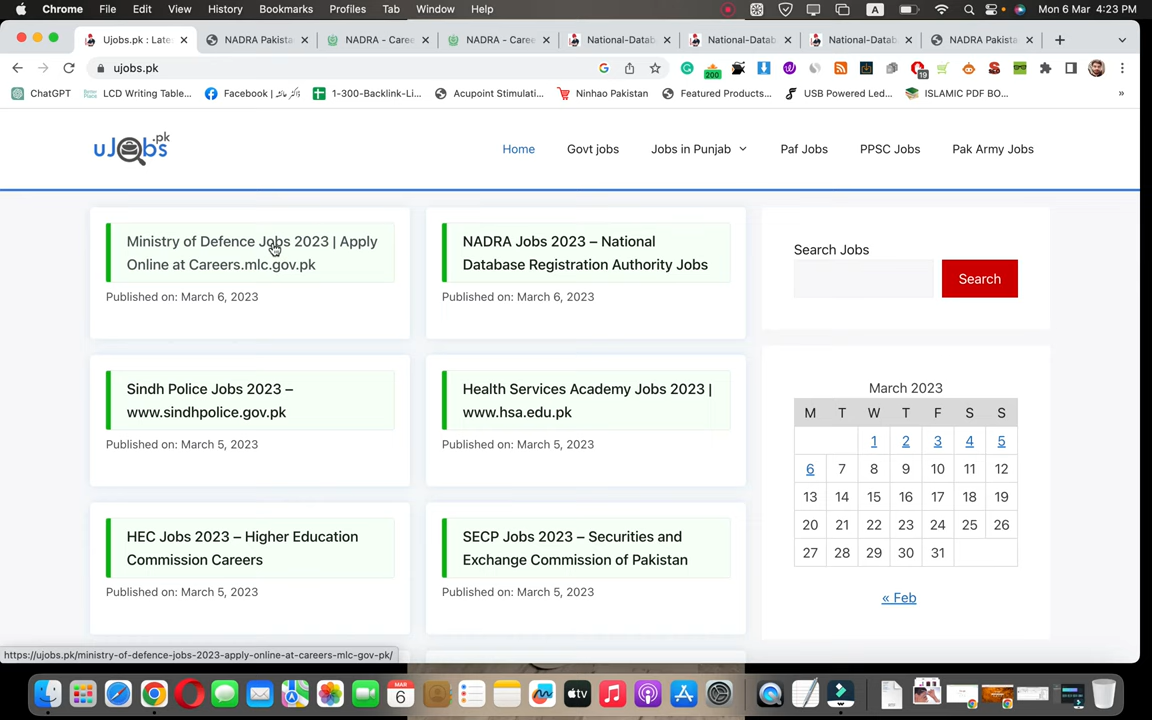 Chrome File Edit View History Bookmarks Profiles Tab Window Help A Mon 6 Mar 4:23 PM
Ujobs.pk : Late NADRA Pakista NADRA - Caree NADRA - Caree National-Datab National-Datab National-Datab NADRA Pakista
ujobs.pk 200 19
ChatGPT LCD Writing Table... Facebook | 1-300-Backlink-Li... Acupoint Stimulati... Ninhao Pakistan Featured Products... USB Powered Led... ISLAMIC PDF BO... »
uJobs.pk
Home Govt jobs Jobs in Punjab Paf Jobs PPSC Jobs Pak Army Jobs
Ministry of Defence Jobs 2023 | Apply
Online at Careers.mlc.gov.pk
Published on: March 6, 2023
NADRA Jobs 2023 – National
Database Registration Authority Jobs
Published on: March 6, 2023
Sindh Police Jobs 2023 –
www.sindhpolice.gov.pk
Published on: March 5, 2023
Health Services Academy Jobs 2023 |
www.hsa.edu.pk
Published on: March 5, 2023
HEC Jobs 2023 – Higher Education
Commission Careers
Published on: March 5, 2023
SECP Jobs 2023 – Securities and
Exchange Commission of Pakistan
Published on: March 5, 2023
Search Jobs
Search
March 2023
M T W T F S S
1 2 3 4 5
6 7 8 9 10 11 12
13 14 15 16 17 18 19
20 21 22 23 24 25 26
27 28 29 30 31
« Feb
https://ujobs.pk/ministry-of-defence-jobs-2023-apply-online-at-careers-mlc-gov-pk/
MAR
6
tv